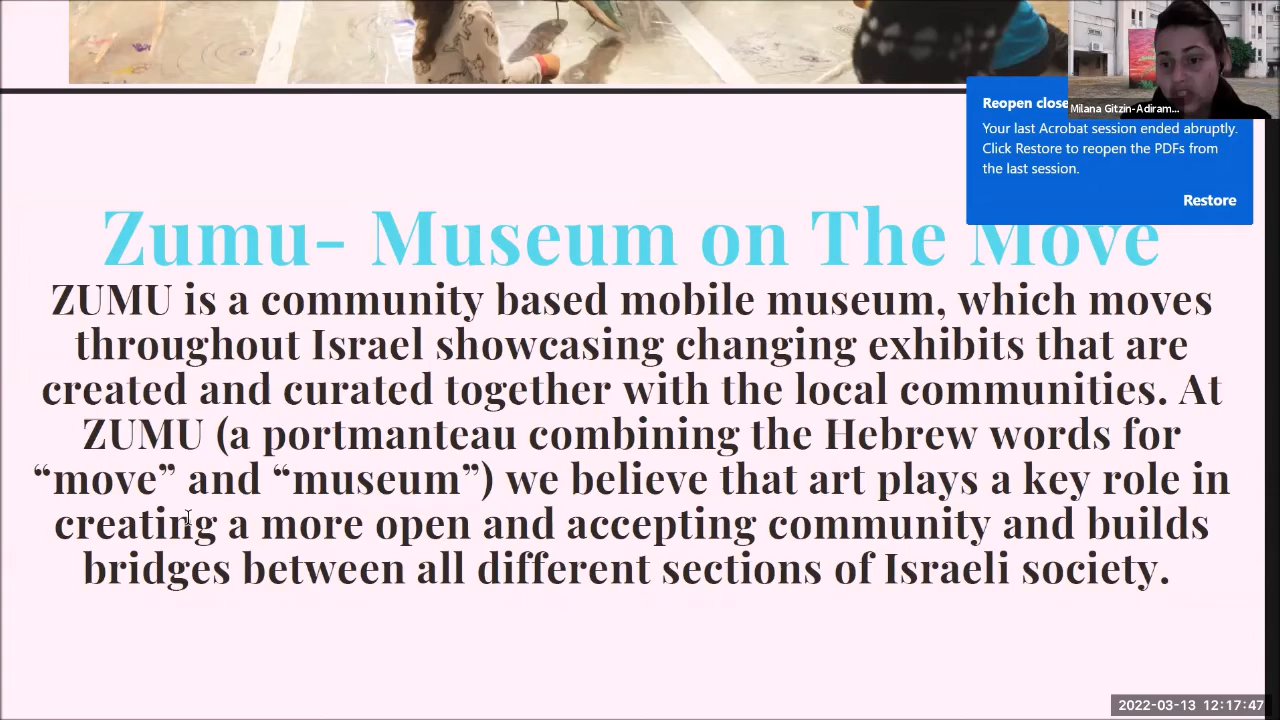 Reopen close
Milana Gitzin-Adiram...
Your last Acrobat session ended abruptly.
Click Restore to reopen the PDFs from
the last session.
Restore
Zumu- Museum on The Move
ZUMU is a community based mobile museum, which moves
throughout Israel showcasing changing exhibits that are
created and curated together with the local communities. At
ZUMU (a portmanteau combining the Hebrew words for
“move” and “museum”) we believe that art plays a key role in
creating a more open and accepting community and builds
bridges between all different sections of Israeli society.
2022-03-13 12:17:47